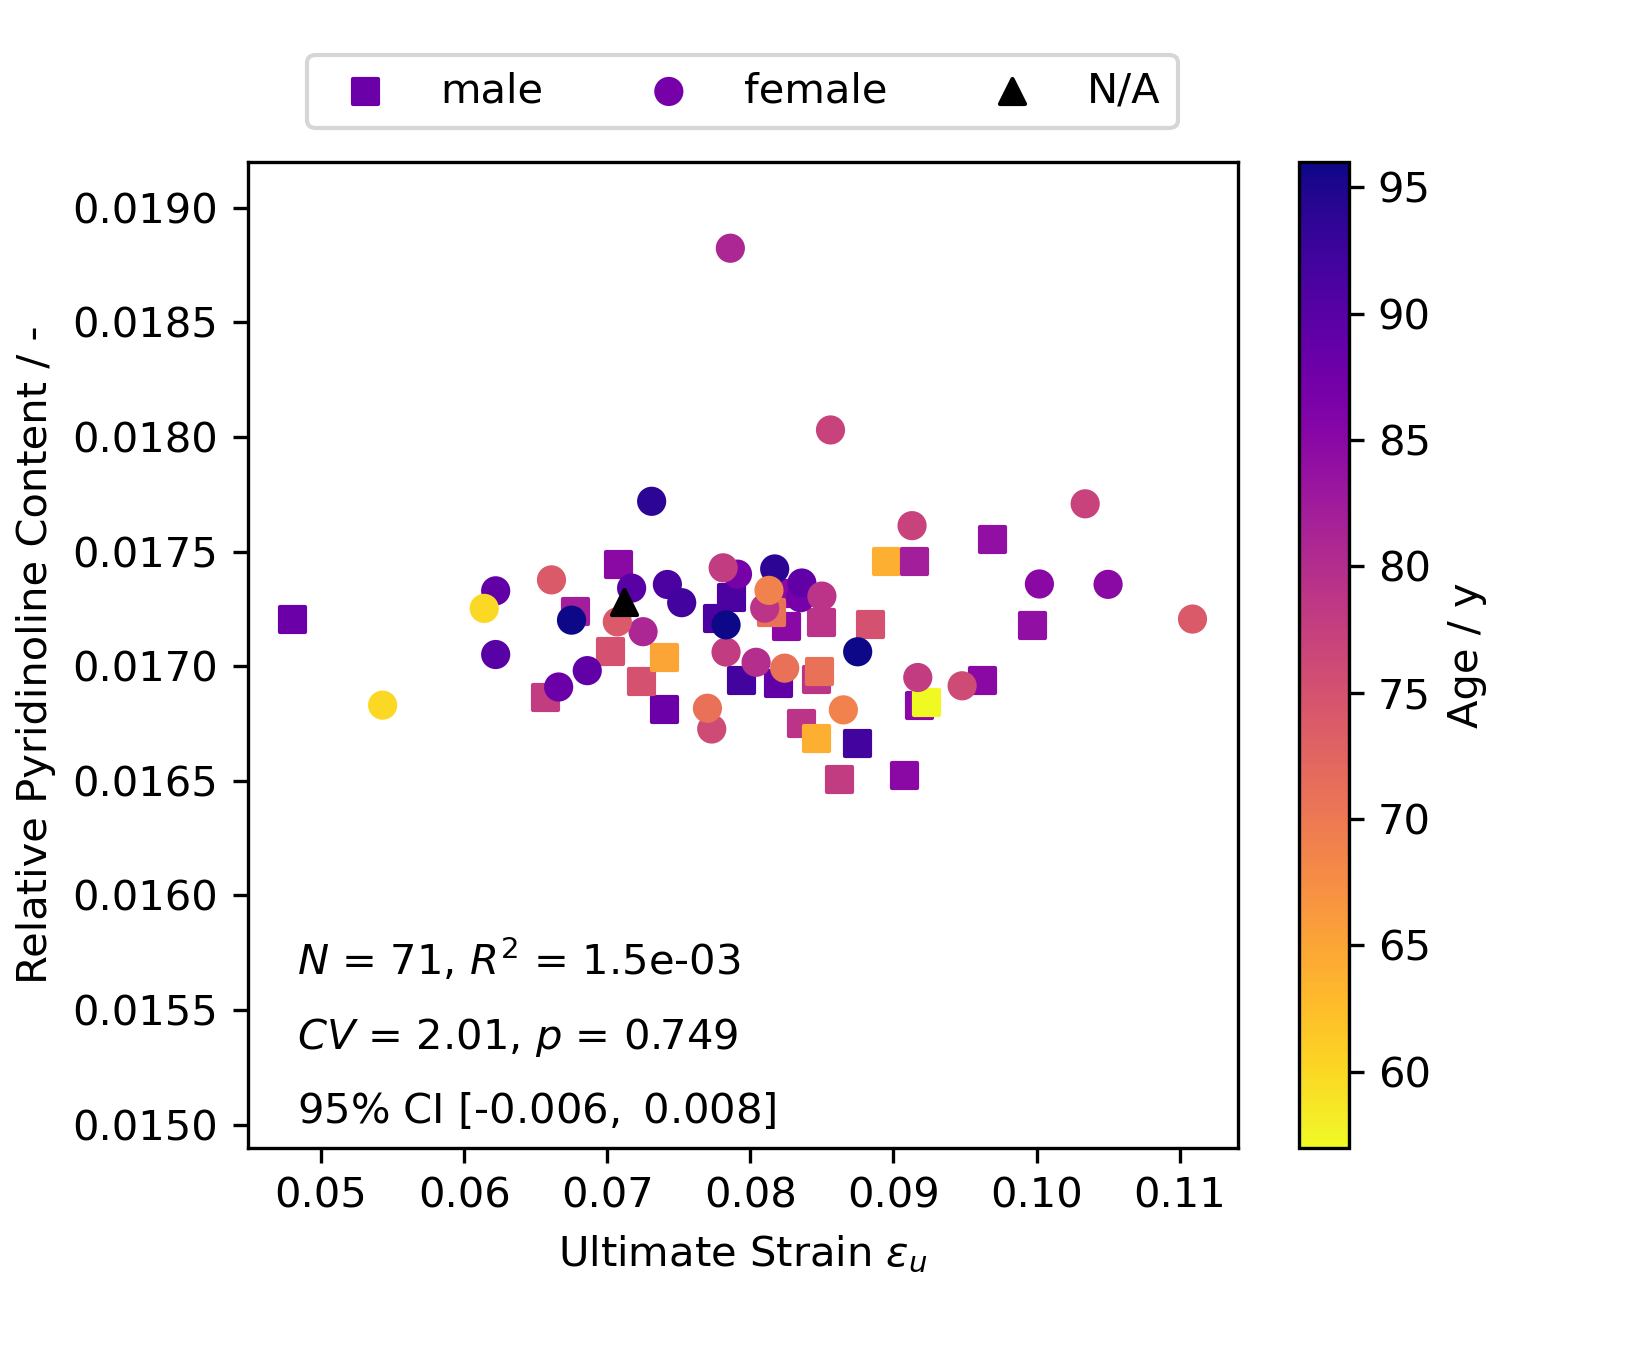 male female N/A
0.0190
0.0185
0.0180
0.0175
0.0170
0.0165
0.0160
0.0155
0.0150
Relative Pyridinoline Content / -
N = 71, R² = 1.5e-03
CV = 2.01, p = 0.749
95% CI [-0.006, 0.008]
0.05 0.06 0.07 0.08 0.09 0.10 0.11
Ultimate Strain εᵤ
95
90
85
80
75
70
65
60
Age / y